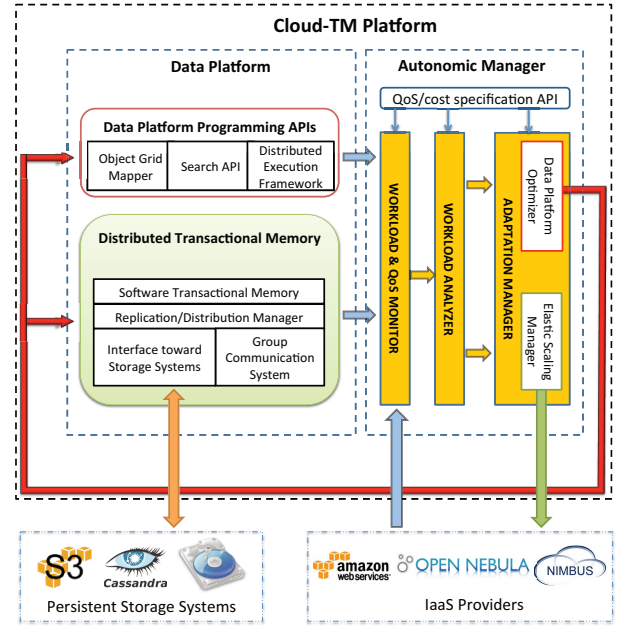 Cloud-TM Platform
Data Platform
Data Platform Programming APIs
Object Grid
Mapper
Search API
Distributed
Execution
Framework
Distributed Transactional Memory
Software Transactional Memory
Replication/Distribution Manager
Interface toward
Storage Systems
Group
Communication
System
Autonomic Manager
QoS/cost specification API
WORKLOAD & QoS MONITOR
WORKLOAD ANALYZER
ADAPTATION
MANAGER
Data Platform
Optimizer
Elastic Scaling
Manager
S3
Cassandra
Persistent Storage Systems
amazon
webservices
OPEN NEBULA
NIMBUS
IaaS Providers